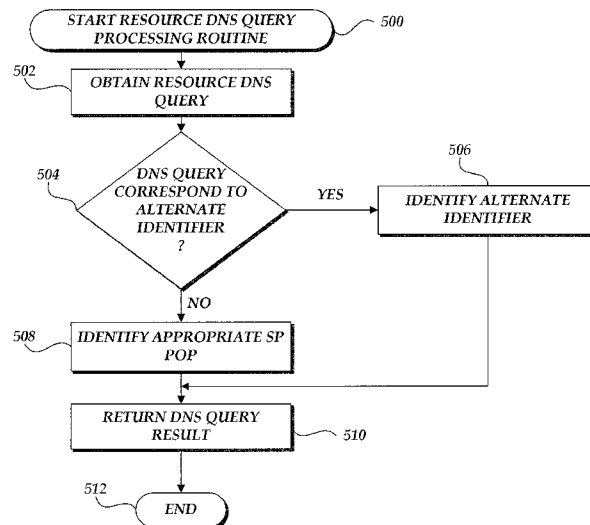 START RESOURCE DNS QUERY
PROCESSING ROUTINE
500
502
OBTAIN RESOURCE DNS
QUERY
504
DNS QUERY
CORRESPOND TO
ALTERNATE
IDENTIFIER
?
YES
506
IDENTIFY ALTERNATE
IDENTIFIER
NO
508
IDENTIFY APPROPRIATE SP
POP
RETURN DNS QUERY
RESULT
510
512
END